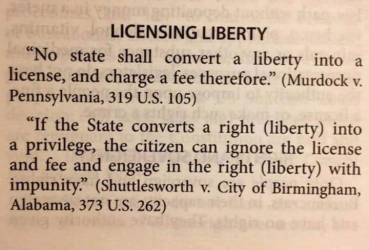 LICENSING LIBERTY
“No state shall convert a liberty into a
license, and charge a fee therefore.” (Murdock v.
Pennsylvania, 319 U.S. 105)
“If the State converts a right (liberty) into
a privilege, the citizen can ignore the license
and fee and engage in the right (liberty) with
impunity.” (Shuttlesworth v. City of Birmingham,
Alabama, 373 U.S. 262)